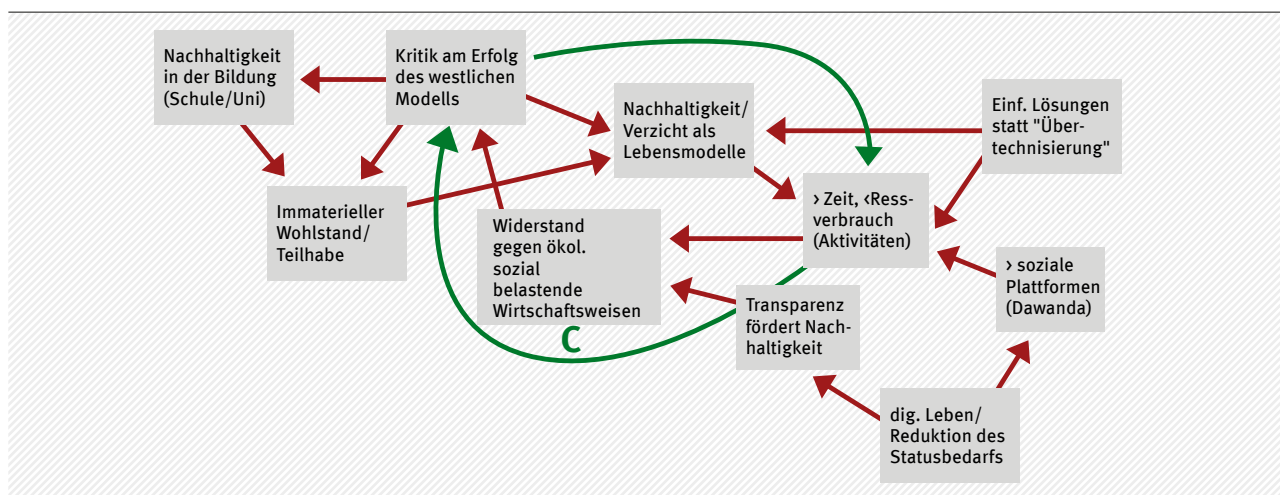 Nachhaltigkeit
in der Bildung
(Schule/Uni)
Kritik am Erfolg
des westlichen
Modells
Nachhaltigkeit/
Verzicht als
Lebensmodelle
Einf. Lösungen
statt "Über-
technisierung"
Immaterieller
Wohlstand/
Teilhabe
Widerstand
gegen ökol.
sozial
belastende
Wirtschaftsweisen
> Zeit, <Ress-
verbrauch
(Aktivitäten)
> soziale
Plattformen
(Dawanda)
Transparenz
fördert Nach-
haltigkeit
C
dig. Leben/
Reduktion des
Statusbedarfs